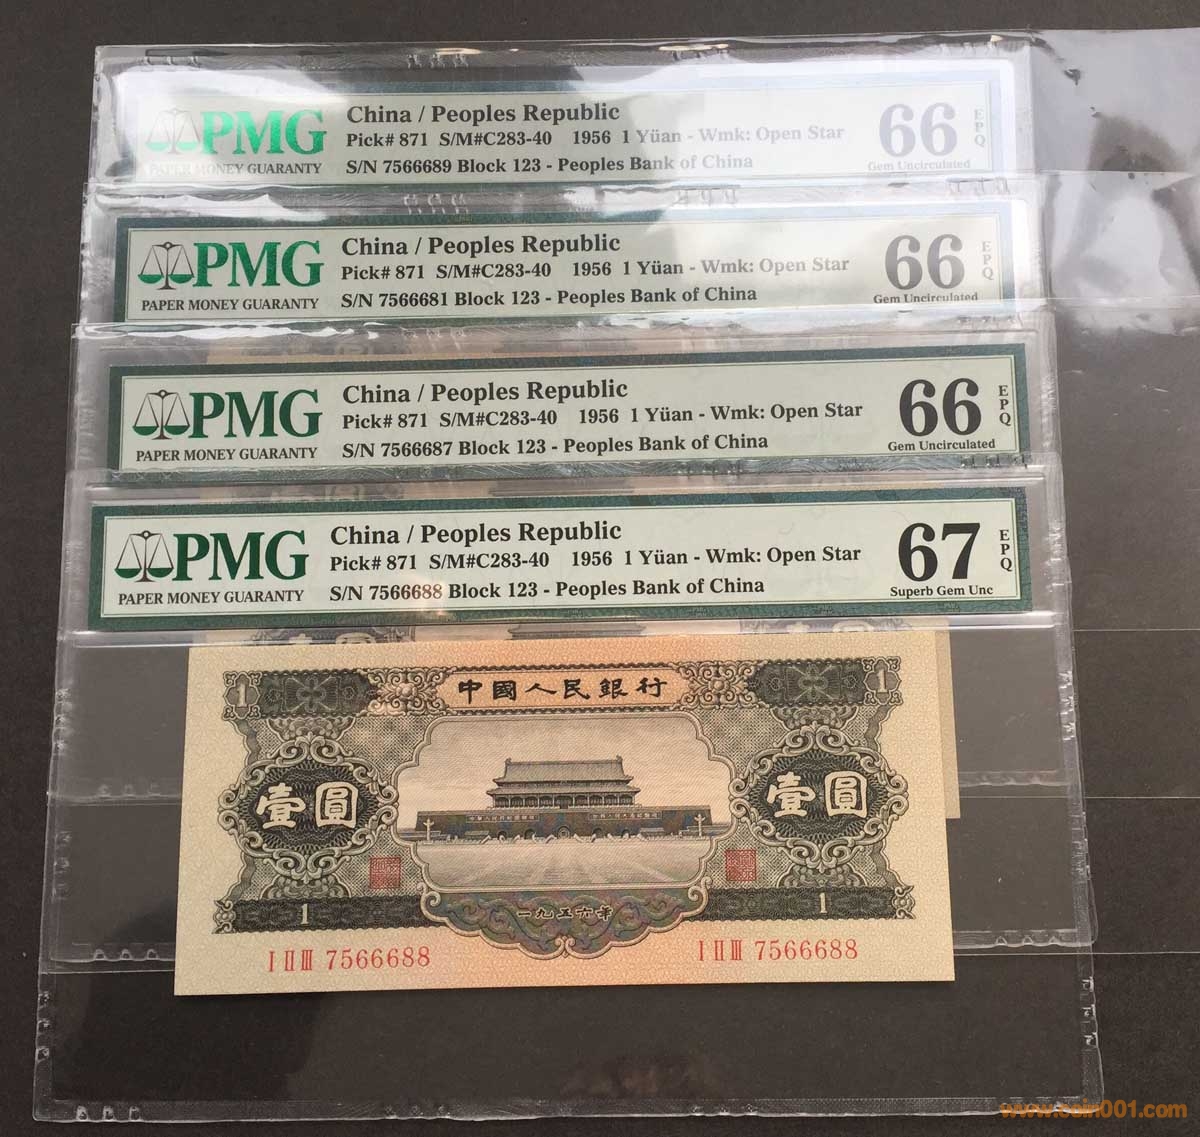 PMG
PAPER MONEY GUARANTY
China / Peoples Republic
Pick# 871 S/M#C283-40 1956 1 Yüan - Wmk: Open Star
S/N 7566689 Block 123 - Peoples Bank of China
66
EPQ
Gem Uncirculated
PMG
PAPER MONEY GUARANTY
China / Peoples Republic
Pick# 871 S/M#C283-40 1956 1 Yüan - Wmk: Open Star
S/N 7566681 Block 123 - Peoples Bank of China
66
EPQ
Gem Uncirculated
PMG
PAPER MONEY GUARANTY
China / Peoples Republic
Pick# 871 S/M#C283-40 1956 1 Yüan - Wmk: Open Star
S/N 7566687 Block 123 - Peoples Bank of China
66
EPQ
Gem Uncirculated
PMG
PAPER MONEY GUARANTY
China / Peoples Republic
Pick# 871 S/M#C283-40 1956 1 Yüan - Wmk: Open Star
S/N 7566688 Block 123 - Peoples Bank of China
67
EPQ
Superb Gem Unc
1 中國人民銀行 1
壹圓 壹圓
1 一九五六年 1
I II III 7566688 I II III 7566688
www.coin001.com